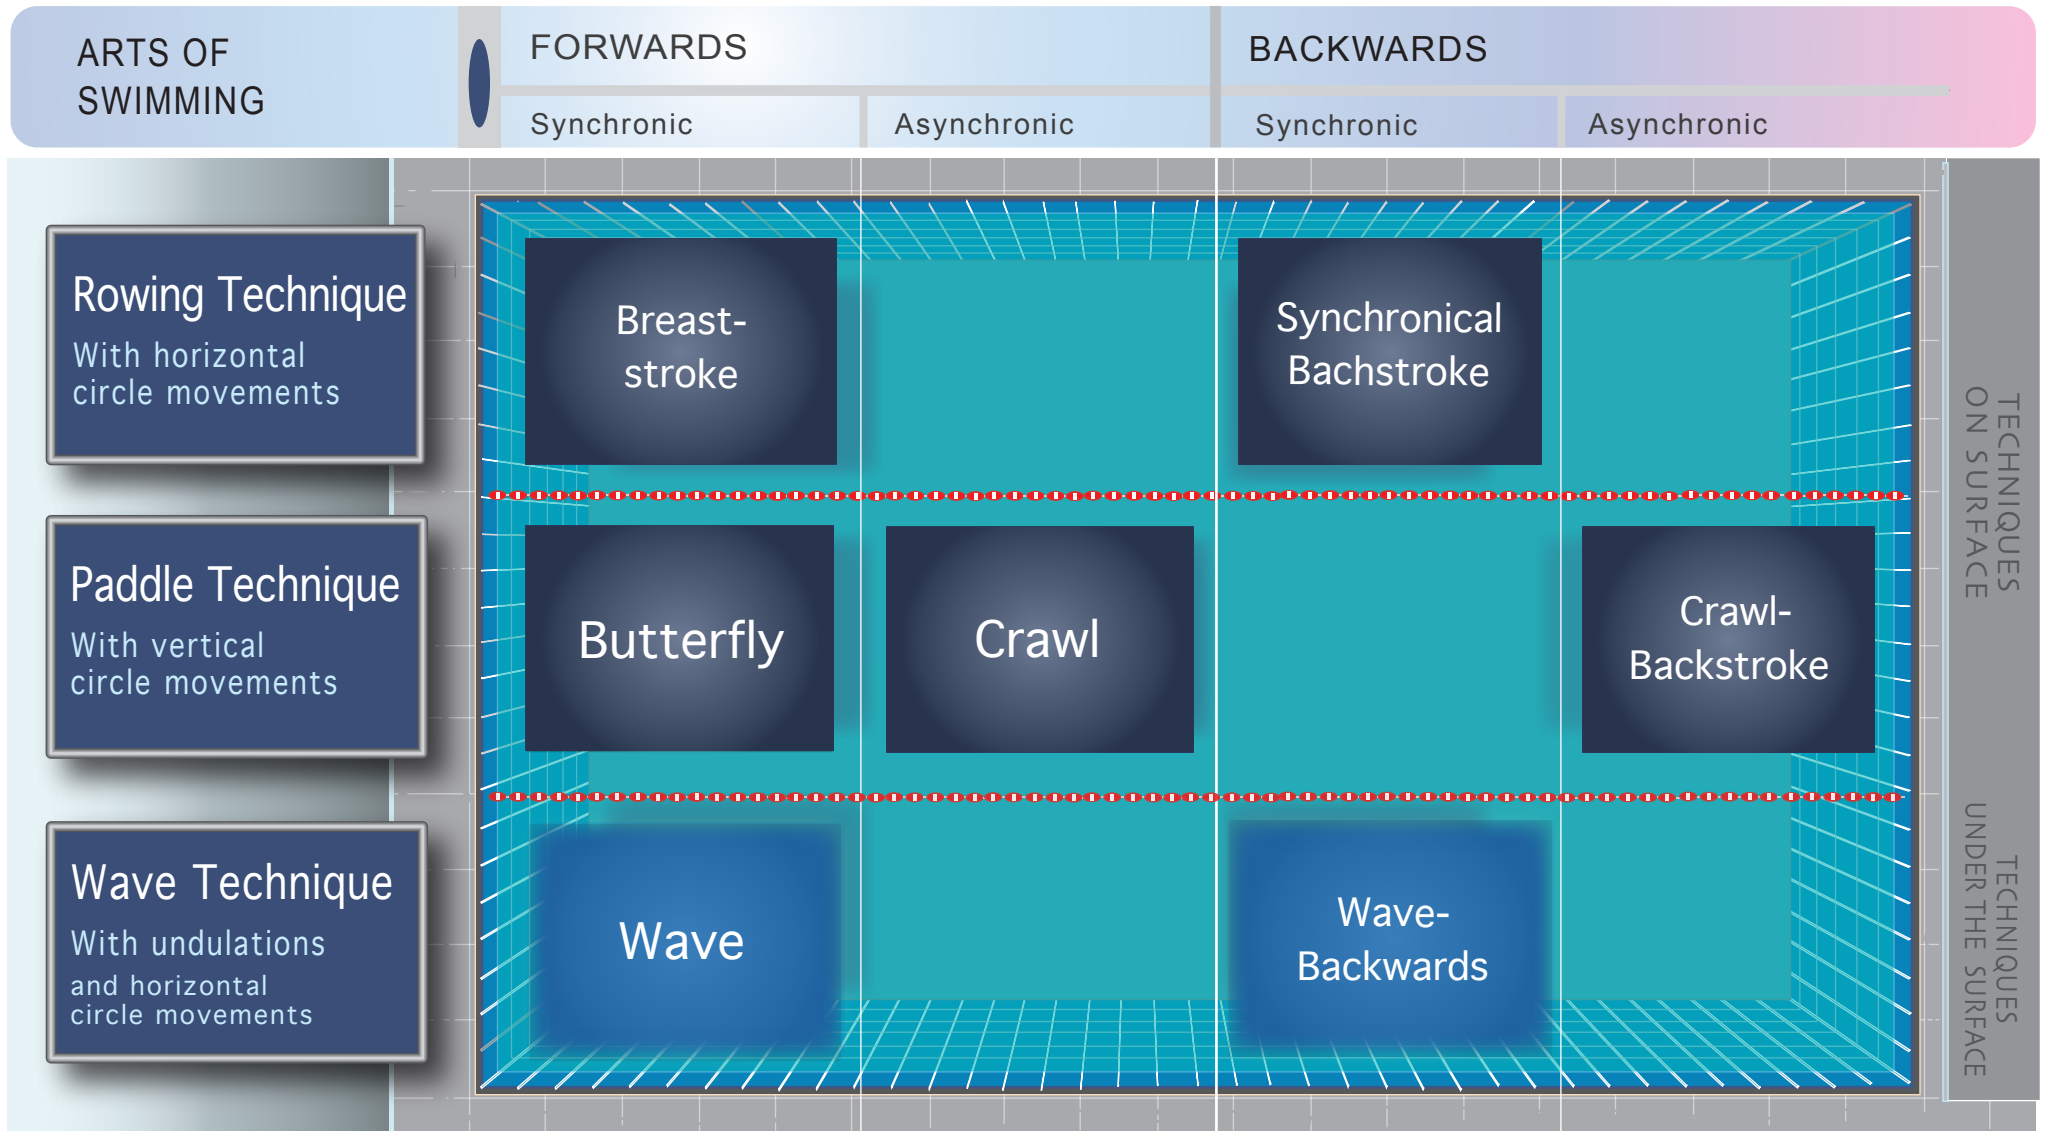 ARTS OF
SWIMMING
FORWARDS
BACKWARDS
Synchronic
Asynchronic
Synchronic
Asynchronic
Rowing Technique
With horizontal
circle movements
Breast-
stroke
Synchronical
Bachstroke
Paddle Technique
With vertical
circle movements
Butterfly
Crawl
Crawl-
Backstroke
TECHNIQUES
ON SURFACE
Wave Technique
With undulations
and horizontal
circle movements
Wave
Wave-
Backwards
TECHNIQUES
UNDER THE SURFACE